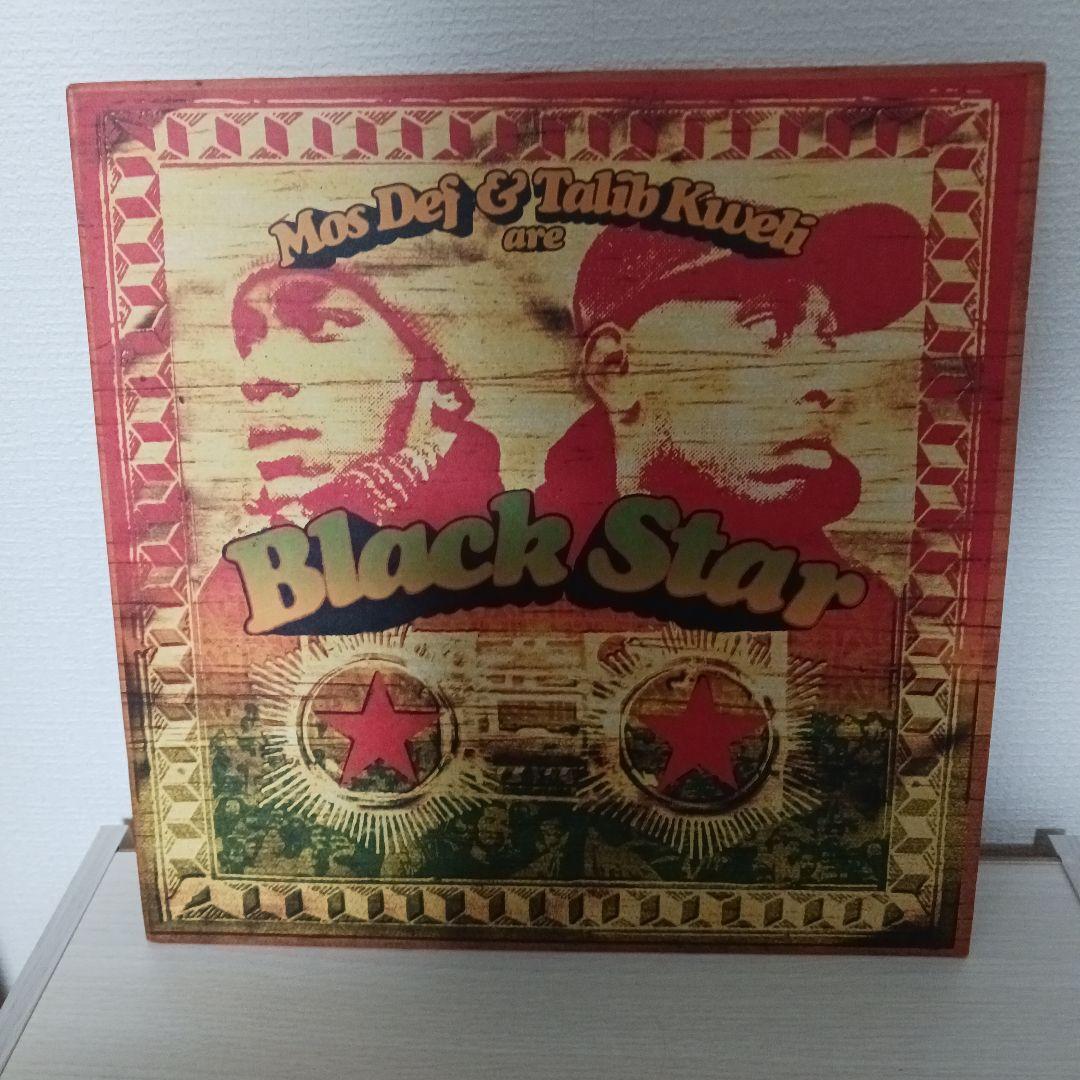 Mos Def & Talib Kweli
are
Black Star